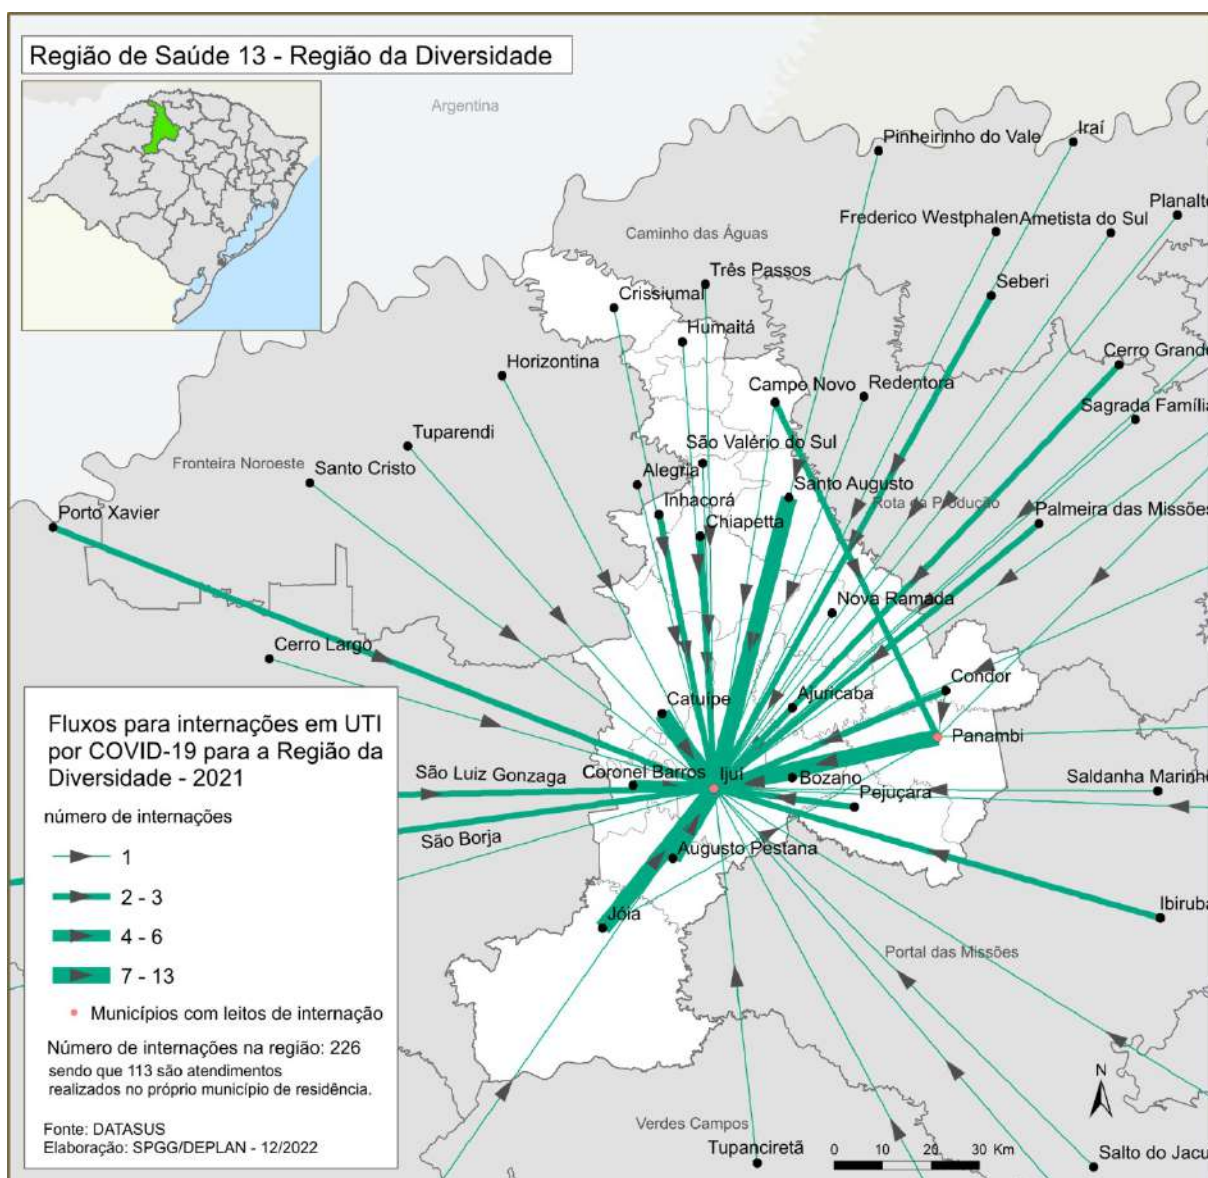 Região de Saúde 13 - Região da Diversidade
Argentina
Pinheirinho do Vale
Iraí
Planalto
Frederico Westphalen
Ametista do Sul
Caminho das Águas
Três Passos
Seberi
Crissiumal
Humaitá
Cerro Grande
Horizontina
Campo Novo
Redentora
Sagrada Família
Tuparendi
São Valério do Sul
Fronteira Noroeste
Santo Cristo
Alegria
Santo Augusto
Rota da Produção
Porto Xavier
Inhacorá
Chiapetta
Palmeira das Missões
Nova Ramada
Cerro Largo
Condor
Catuípe
Ajuricaba
Panambi
São Luiz Gonzaga
Coronel Barros
Ijuí
Bozano
Saldanha Marinho
Pejuçara
São Borja
Augusto Pestana
Jóia
Ibirubá
Portal das Missões
Verdes Campos
Tupanciretã
Salto do Jacuí
Fluxos para internações em UTI
por COVID-19 para a Região da
Diversidade - 2021
número de internações
1
2 - 3
4 - 6
7 - 13
Municípios com leitos de internação
Número de internações na região: 226
sendo que 113 são atendimentos
realizados no próprio município de residência.
Fonte: DATASUS
Elaboração: SPGG/DEPLAN - 12/2022
N
0 10 20 30 Km